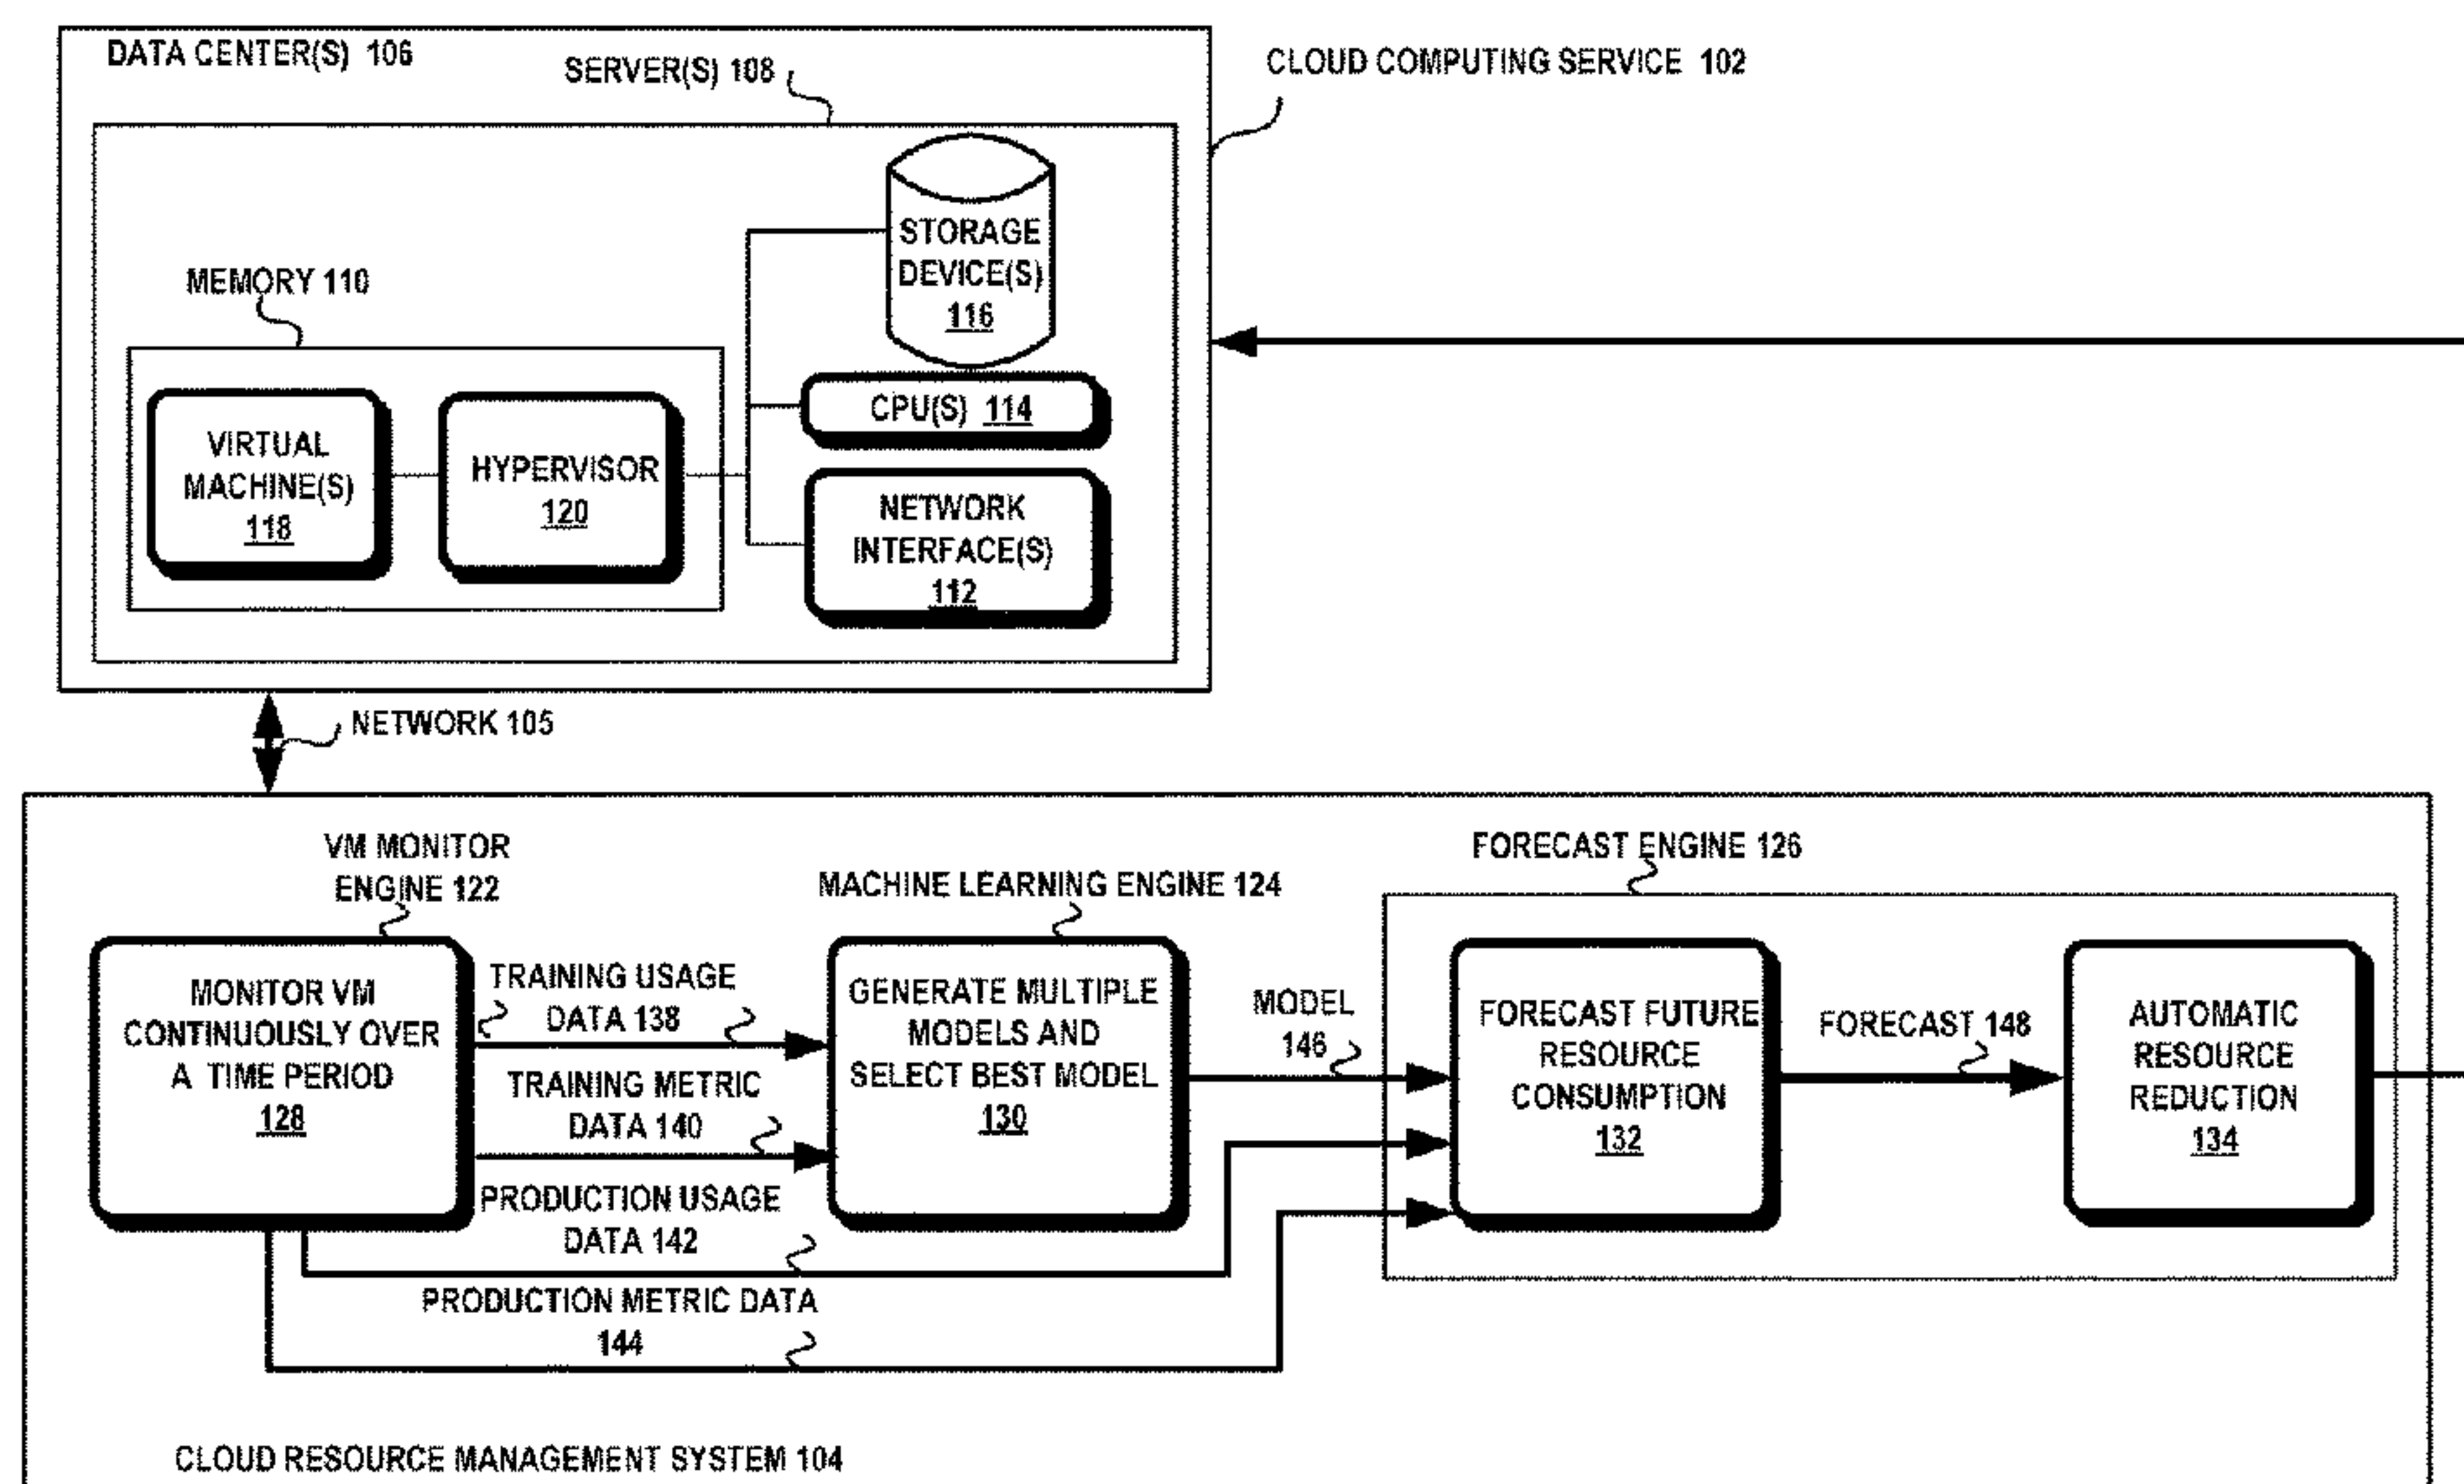 DATA CENTER(S) 106
SERVER(S) 108
CLOUD COMPUTING SERVICE 102
STORAGE
DEVICE(S)
116
MEMORY 110
CPU(S) 114
VIRTUAL
MACHINE(S)
118
HYPERVISOR
120
NETWORK
INTERFACE(S)
112
NETWORK 105
VM MONITOR
ENGINE 122
MACHINE LEARNING ENGINE 124
FORECAST ENGINE 126
MONITOR VM
CONTINUOUSLY OVER
A TIME PERIOD
128
TRAINING USAGE
DATA 138
TRAINING METRIC
DATA 140
PRODUCTION USAGE
DATA 142
PRODUCTION METRIC DATA
144
GENERATE MULTIPLE
MODELS AND
SELECT BEST MODEL
130
MODEL
146
FORECAST FUTURE
RESOURCE
CONSUMPTION
132
FORECAST 148
AUTOMATIC
RESOURCE
REDUCTION
134
CLOUD RESOURCE MANAGEMENT SYSTEM 104